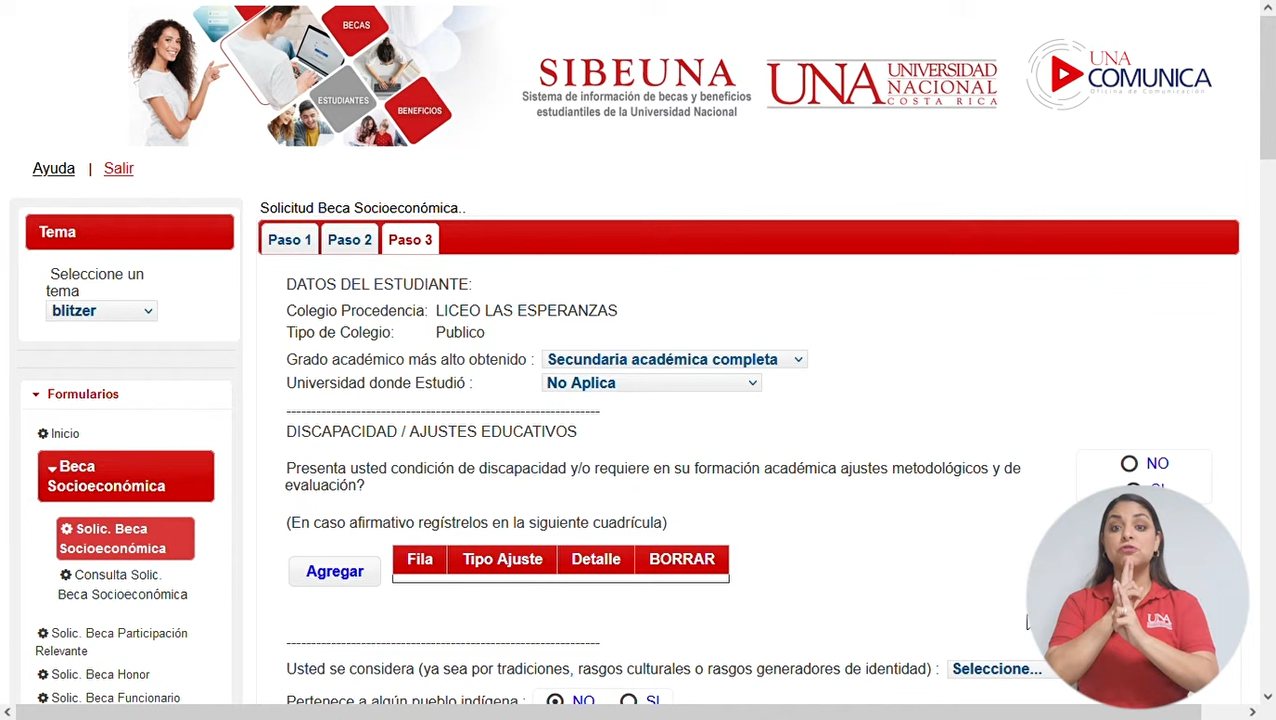 BECAS
ESTUDIANTES
BENEFICIOS
SIBEUNA
Sistema de información de becas y beneficios
estudiantiles de la Universidad Nacional
UNA UNIVERSIDAD
NACIONAL
COSTA RICA
UNA
COMUNICA
Oficina de Comunicación
Ayuda | Salir
Tema
Seleccione un
tema
blitzer
Formularios
Inicio
Beca
Socioeconómica
Solic. Beca
Socioeconómica
Consulta Solic.
Beca Socioeconómica
Solic. Beca Participación
Relevante
Solic. Beca Honor
Solic. Beca Funcionario
Solicitud Beca Socioeconómica..
Paso 1 Paso 2 Paso 3
DATOS DEL ESTUDIANTE:
Colegio Procedencia: LICEO LAS ESPERANZAS
Tipo de Colegio: Publico
Grado académico más alto obtenido : Secundaria académica completa
Universidad donde Estudió : No Aplica
---------------------------------------------------------------
DISCAPACIDAD / AJUSTES EDUCATIVOS
Presenta usted condición de discapacidad y/o requiere en su formación académica ajustes metodológicos y de
evaluación?
NO
SI
(En caso afirmativo regístrelos en la siguiente cuadrícula)
Agregar Fila Tipo Ajuste Detalle BORRAR
---------------------------------------------------------------
Usted se considera (ya sea por tradiciones, rasgos culturales o rasgos generadores de identidad) : Seleccione...
Pertenece a algún pueblo indígena : NO SI
UNA